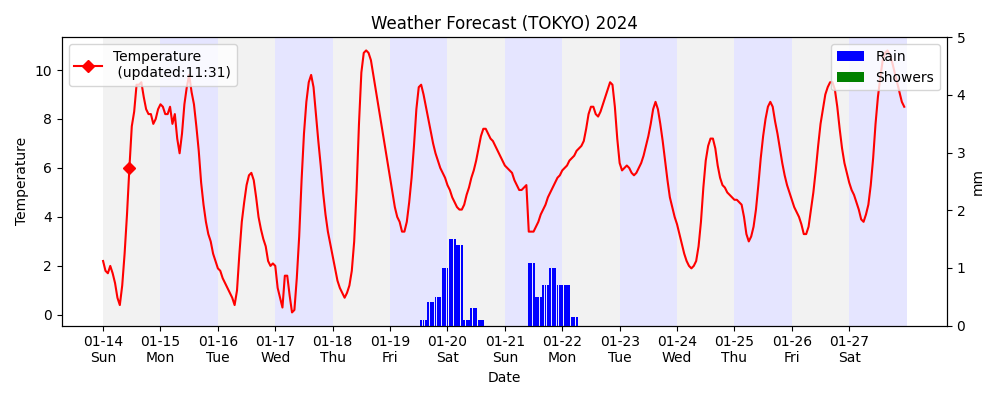 Weather Forecast (TOKYO) 2024
Temperature
(updated:11:31)
Rain
Showers
Temperature
10
8
6
4
2
0
5
4
3
2
1
0
mm
01-14 01-15 01-16 01-17 01-18 01-19 01-20 01-21 01-22 01-23 01-24 01-25 01-26 01-27
Sun Mon Tue Wed Thu Fri Sat Sun Mon Tue Wed Thu Fri Sat
Date